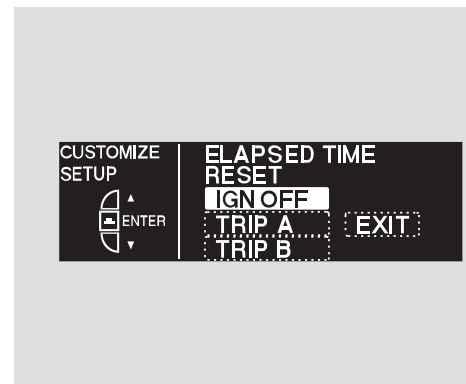 CUSTOMIZE
SETUP
▲
ENTER
▼
ELAPSED TIME
RESET
IGN OFF
TRIP A
EXIT
TRIP B